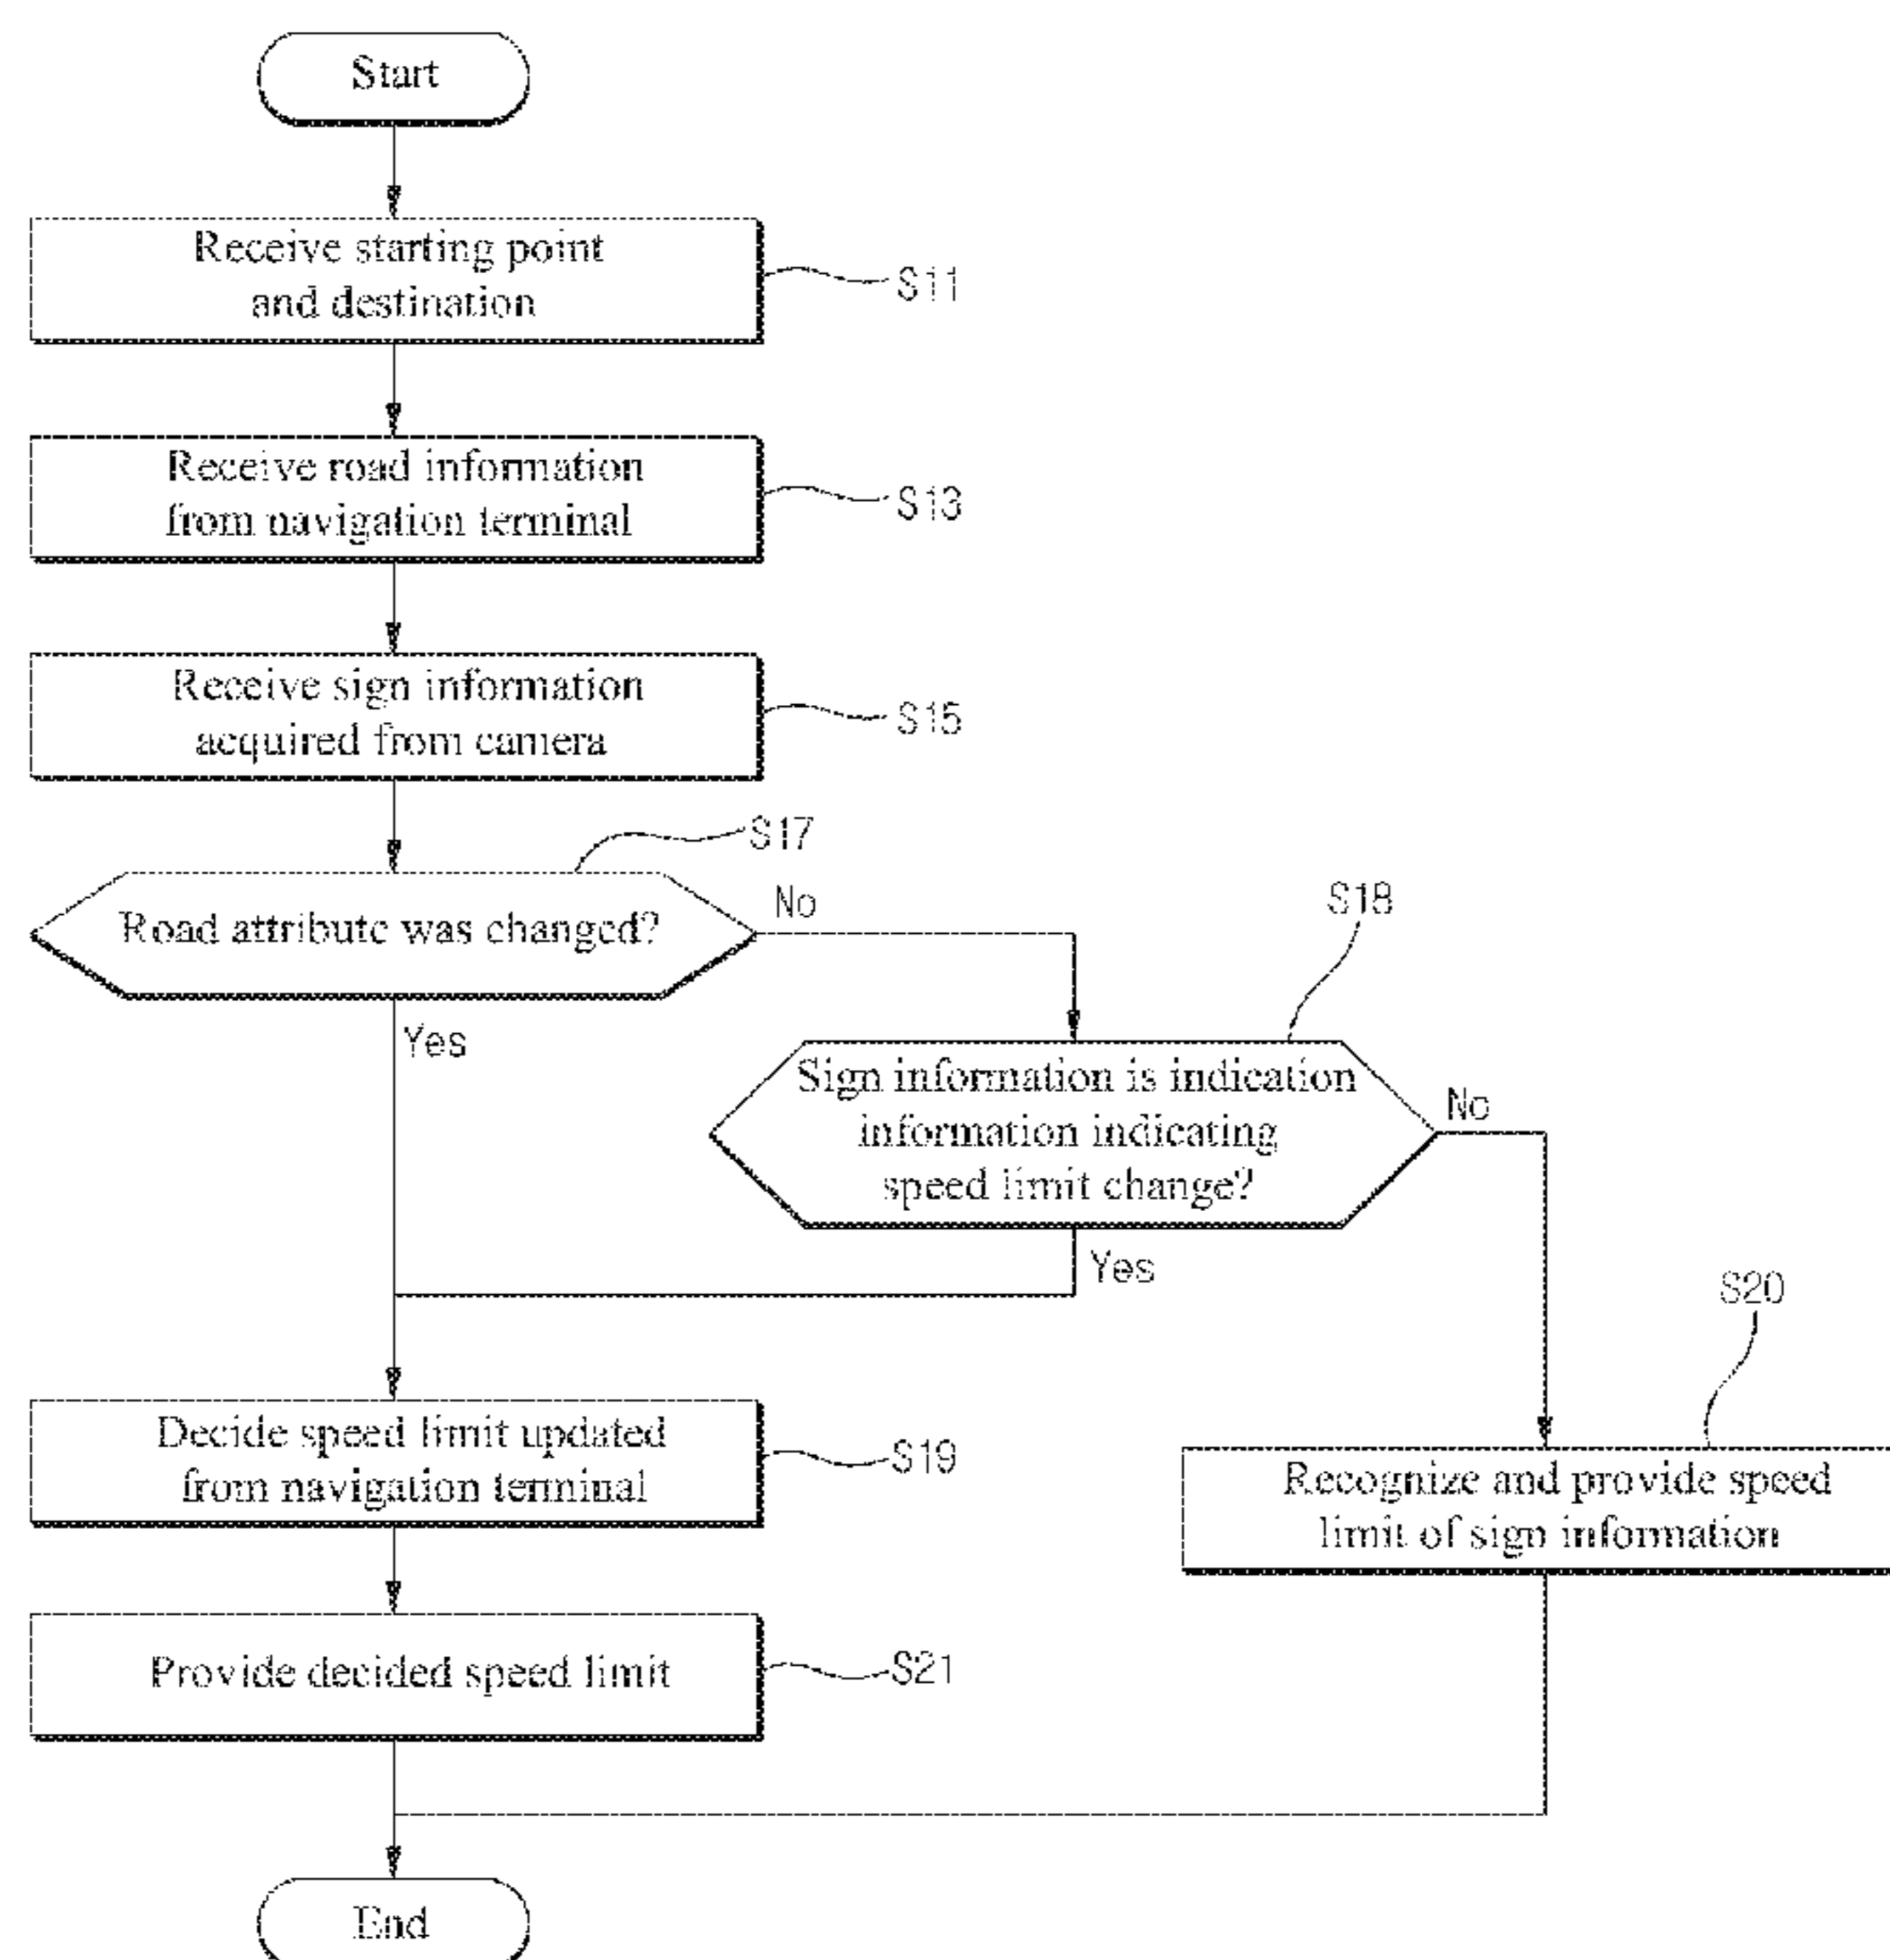 Start
Receive starting point
and destination
S11
Receive road information
from navigation terminal
S13
Receive sign information
acquired from camera
S15
S17
Road attribute was changed?
No
Yes
S18
Sign information is indication
information indicating
speed limit change?
No
Yes
S20
Decide speed limit updated
from navigation terminal
S19
Recognize and provide speed
limit of sign information
Provide decided speed limit
S21
End